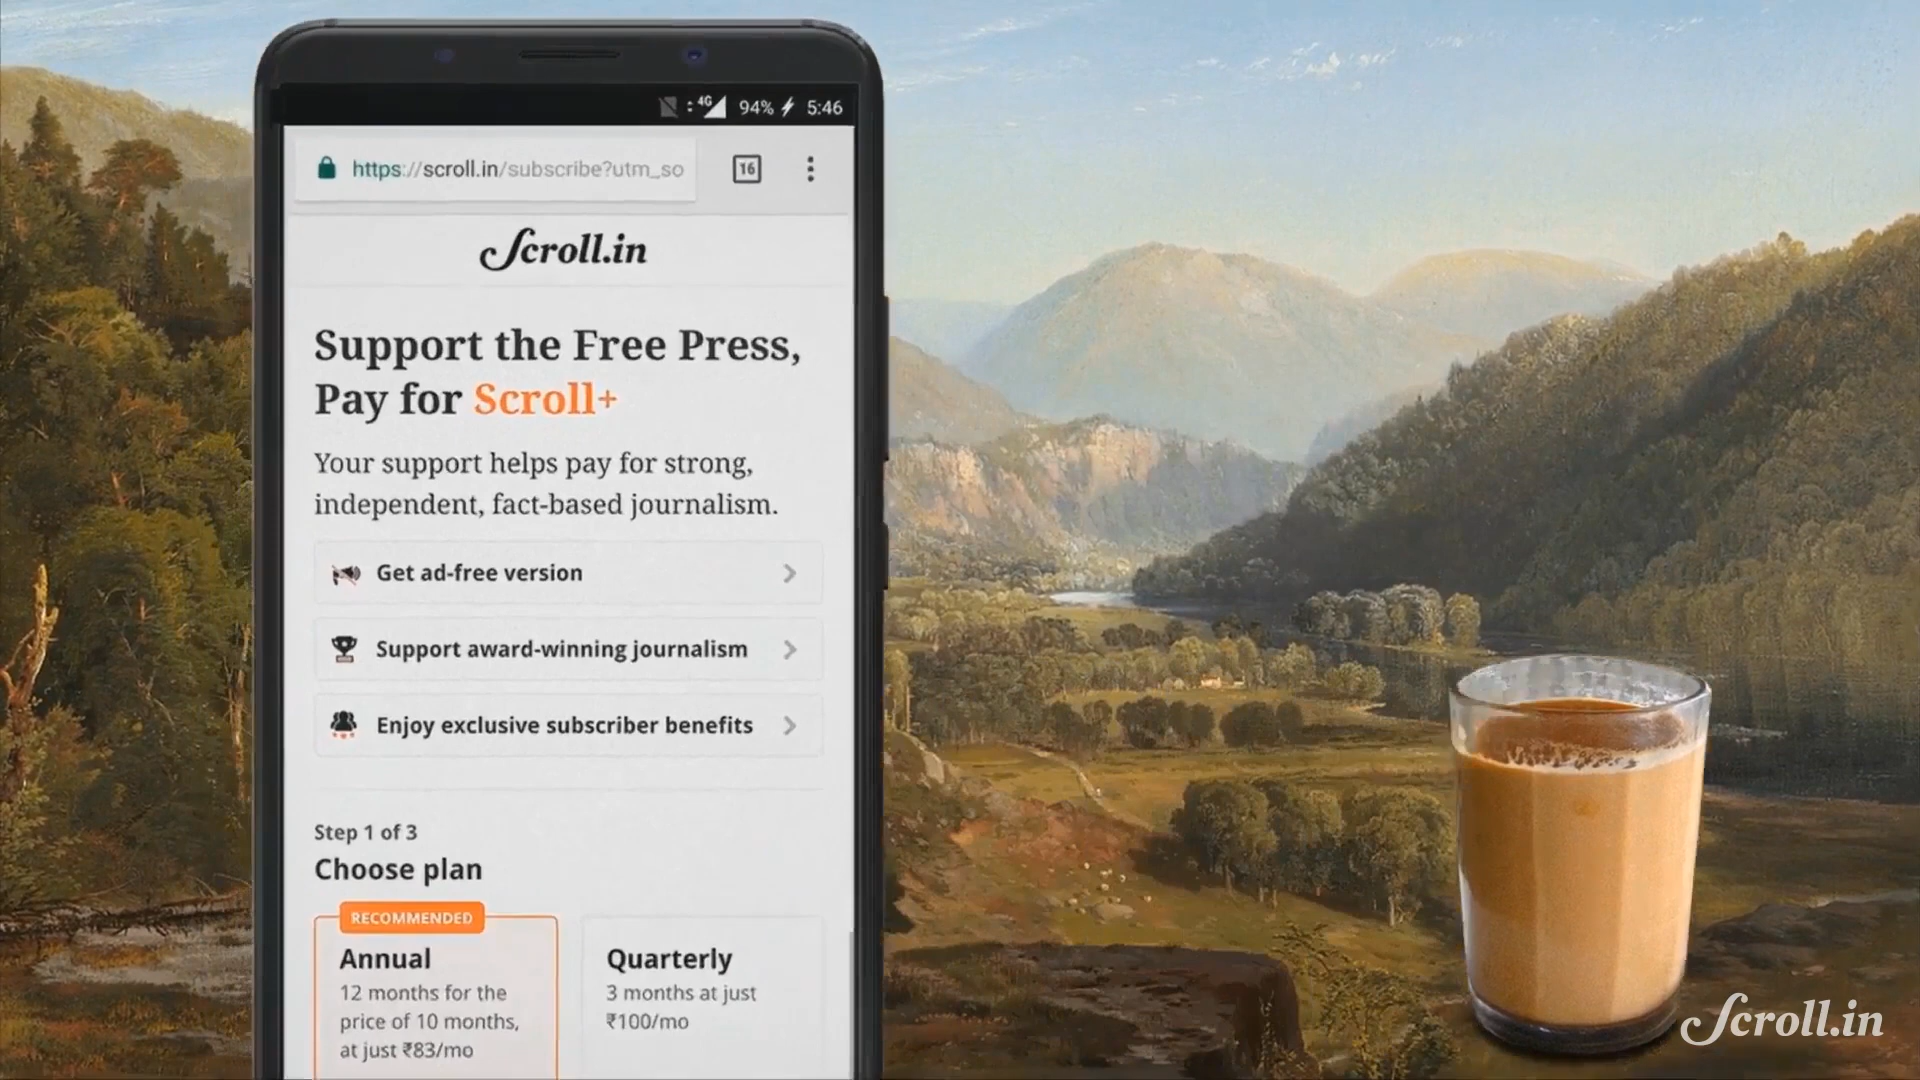 4G 94% 5:46
https://scroll.in/subscribe?utm_so
16
Scroll.in
Support the Free Press,
Pay for Scroll+
Your support helps pay for strong,
independent, fact-based journalism.
Get ad-free version
Support award-winning journalism
Enjoy exclusive subscriber benefits
Step 1 of 3
Choose plan
RECOMMENDED
Annual
12 months for the
price of 10 months,
at just ₹83/mo
Quarterly
3 months at just
₹100/mo
Scroll.in